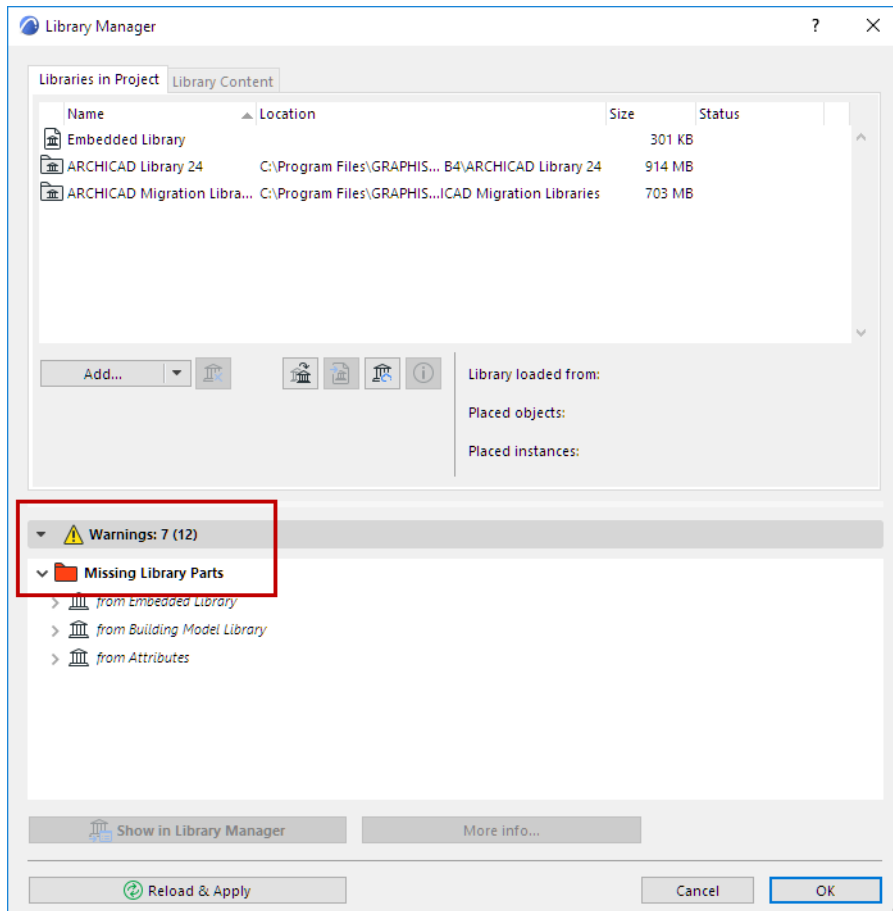 Library Manager ?
Libraries in Project Library Content
Name Location Size Status
Embedded Library 301 KB
ARCHICAD Library 24 C:\Program Files\GRAPHIS... B4\ARCHICAD Library 24 914 MB
ARCHICAD Migration Libra... C:\Program Files\GRAPHIS...ICAD Migration Libraries 703 MB
Add... Library loaded from:
Placed objects:
Placed instances:
Warnings: 7 (12)
Missing Library Parts
from Embedded Library
from Building Model Library
from Attributes
Show in Library Manager More info...
Reload & Apply Cancel OK